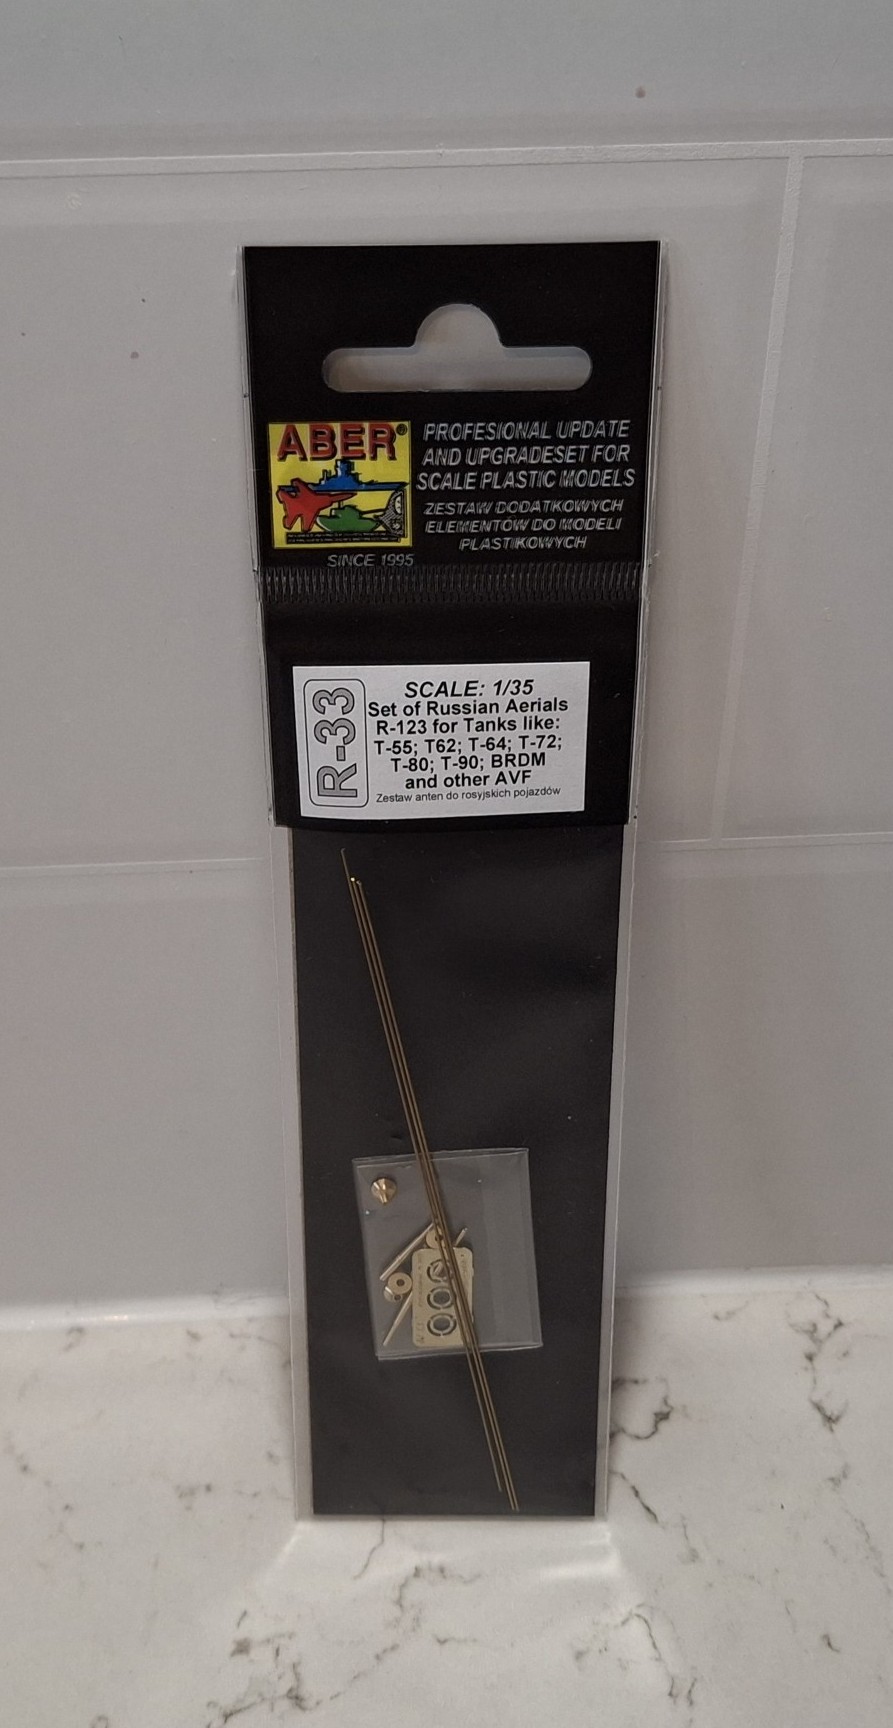 ABER®
PROFESIONAL UPDATE
AND UPGRADESET FOR
SCALE PLASTIC MODELS
ZESTAW DODATKOWYCH
ELEMENTÓW DO MODELI
PLASTIKOWYCH
SINCE 1995
R-33
SCALE: 1/35
Set of Russian Aerials
R-123 for Tanks like:
T-55; T62; T-64; T-72;
T-80; T-90; BRDM
and other AVF
Zestaw anten do rosyjskich pojazdów